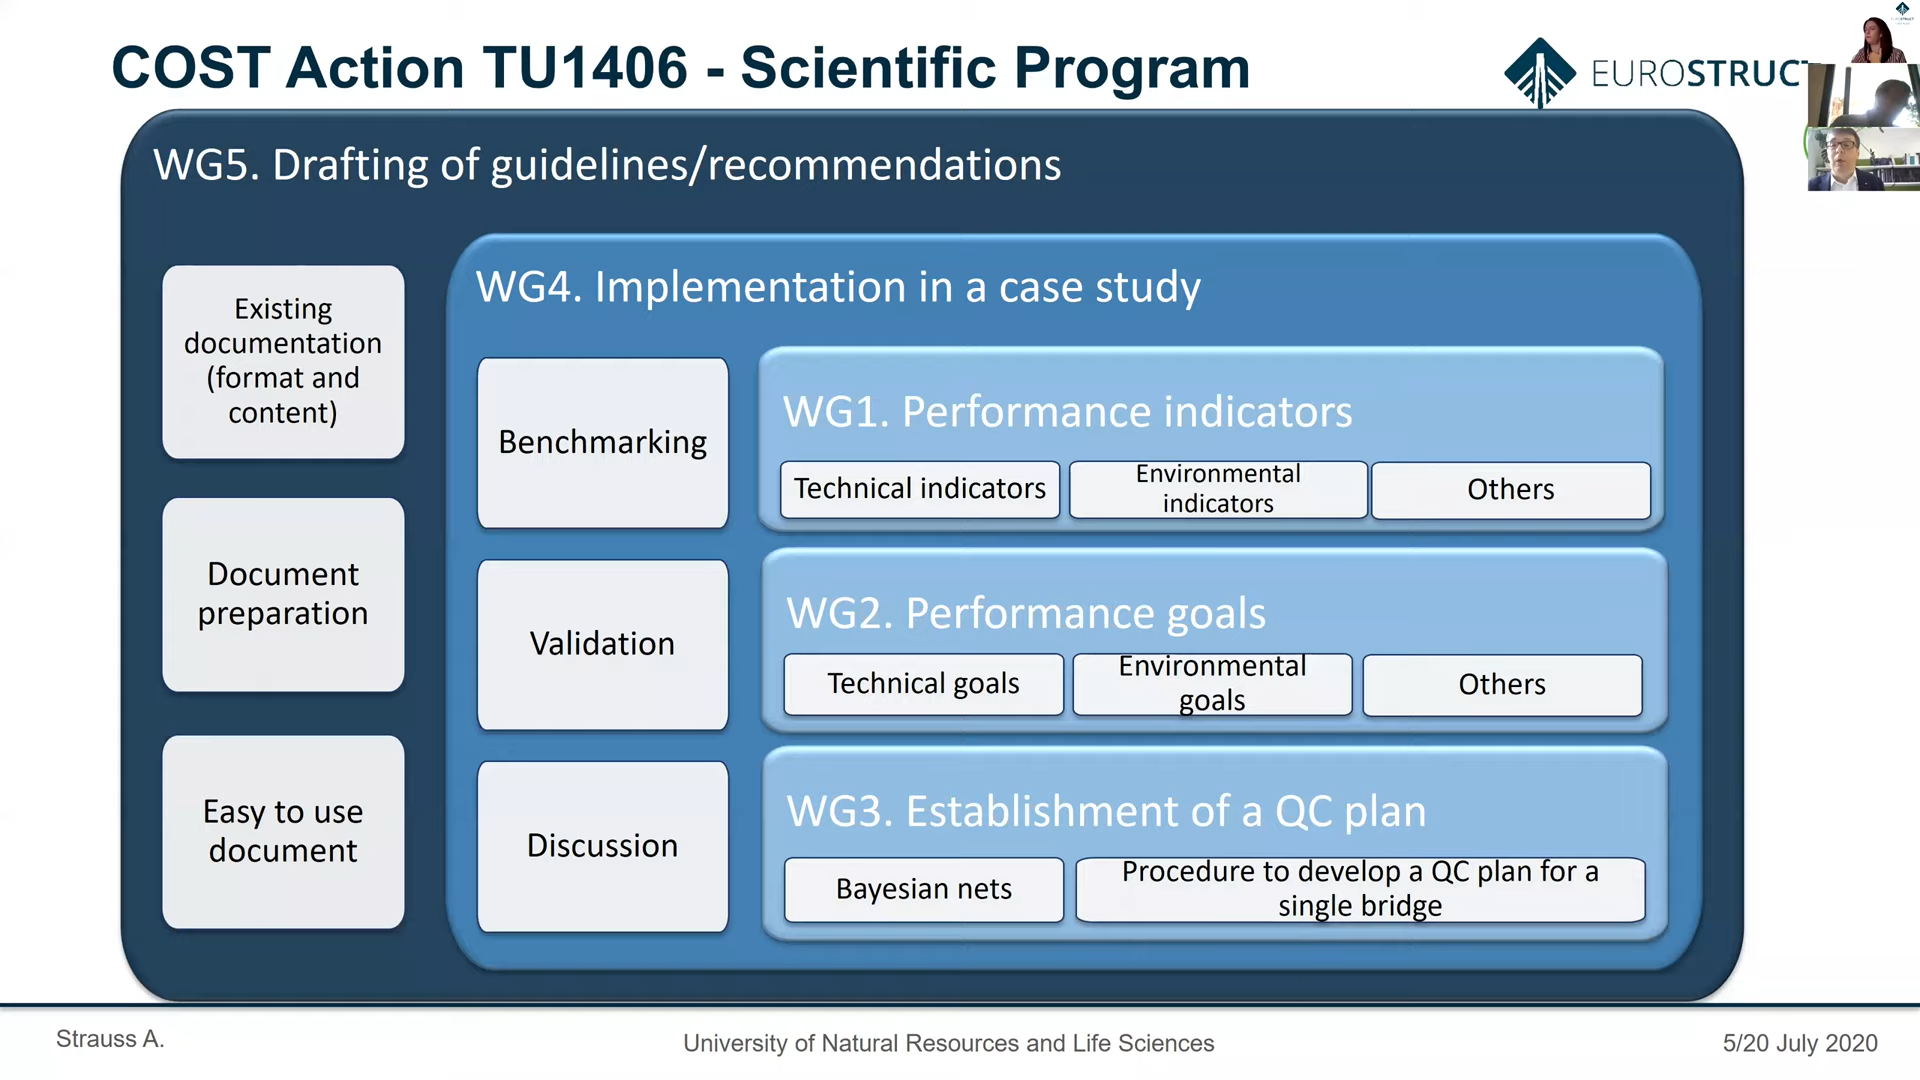 COST Action TU1406 - Scientific Program
EUROSTRUCT
WG5. Drafting of guidelines/recommendations
Existing
documentation
(format and
content)
Document
preparation
Easy to use
document
WG4. Implementation in a case study
Benchmarking
Validation
Discussion
WG1. Performance indicators
Technical indicators
Environmental
indicators
Others
WG2. Performance goals
Technical goals
Environmental
goals
Others
WG3. Establishment of a QC plan
Bayesian nets
Procedure to develop a QC plan for a
single bridge
Strauss A.
University of Natural Resources and Life Sciences
5/20 July 2020